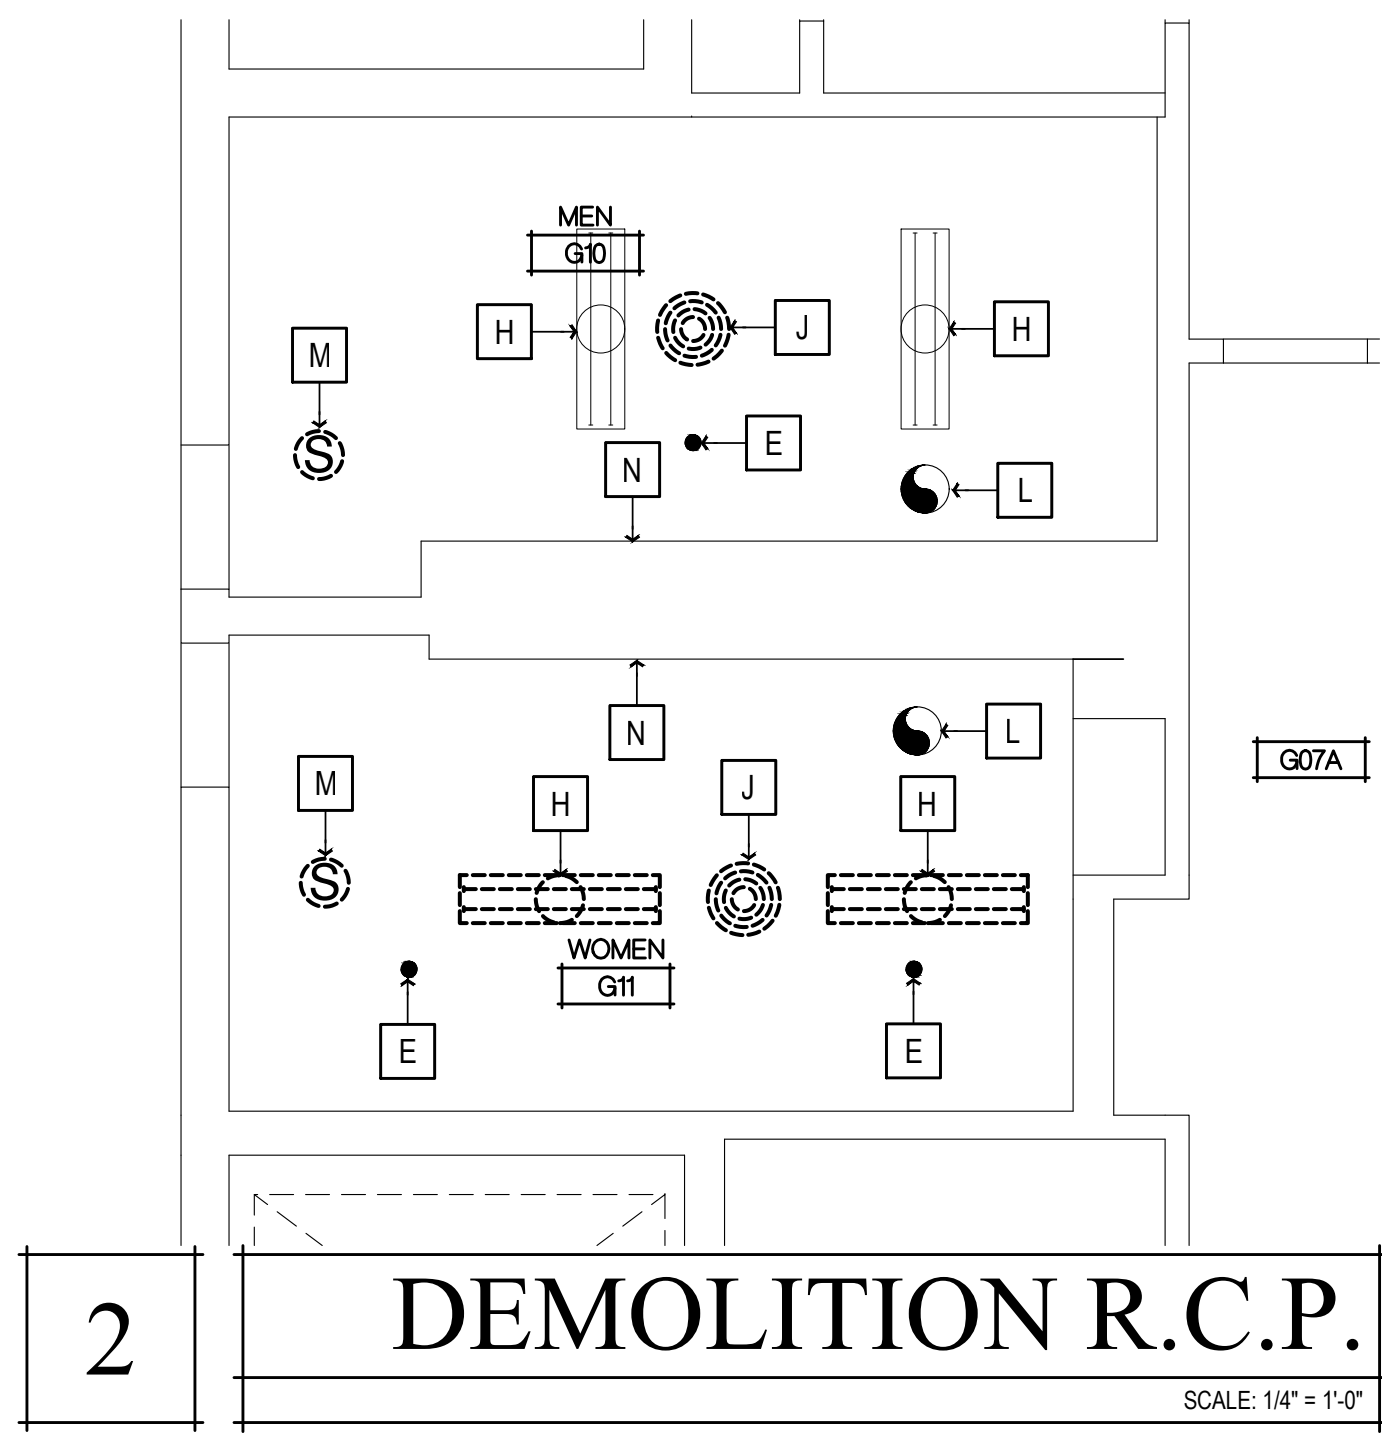 MEN
G10
H
J
H
M
S
E
N
L
N
L
G07A
M
H
J
H
S
WOMEN
G11
E
E
2
DEMOLITION R.C.P.
SCALE: 1/4" = 1'-0"